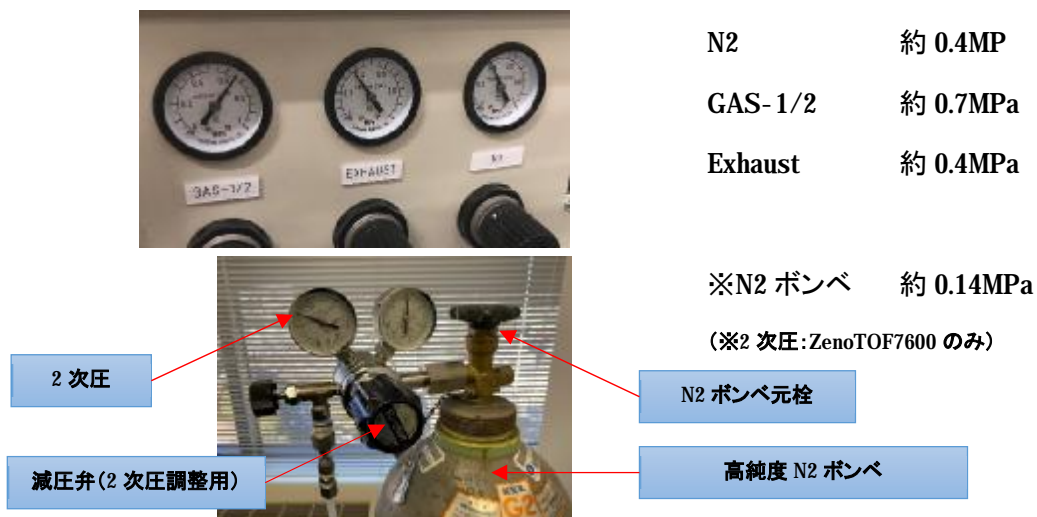 N2 約 0.4MP
GAS-1/2 約 0.7MPa
Exhaust 約 0.4MPa
GAS-1/2
EXHAUST
N2
※N2 ボンベ 約 0.14MPa
(※2 次圧:ZenoTOF7600 のみ)
2 次圧
N2 ボンベ元栓
減圧弁(2 次圧調整用)
高純度 N2 ボンベ
G2